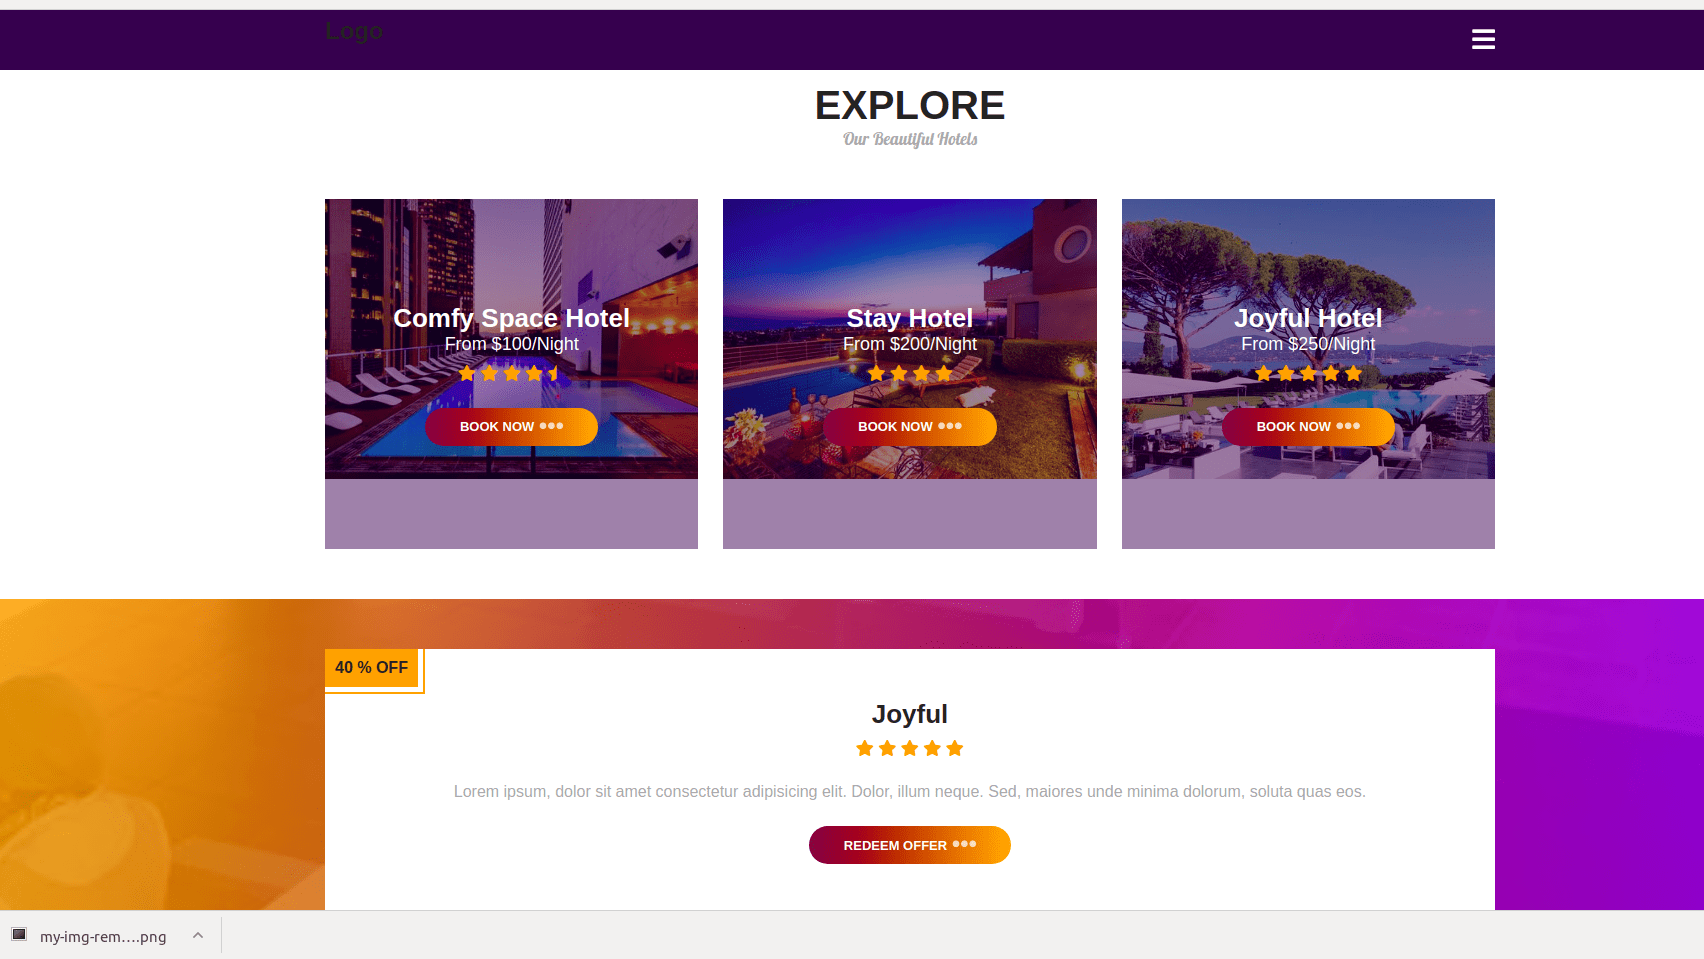 Logo
EXPLORE
Our Beautiful Hotels
Comfy Space Hotel
From $100/Night
BOOK NOW
Stay Hotel
From $200/Night
BOOK NOW
Joyful Hotel
From $250/Night
BOOK NOW
40 % OFF
Joyful
Lorem ipsum, dolor sit amet consectetur adipisicing elit. Dolor, illum neque. Sed, maiores unde minima dolorum, soluta quas eos.
REDEEM OFFER
my-img-rem....png